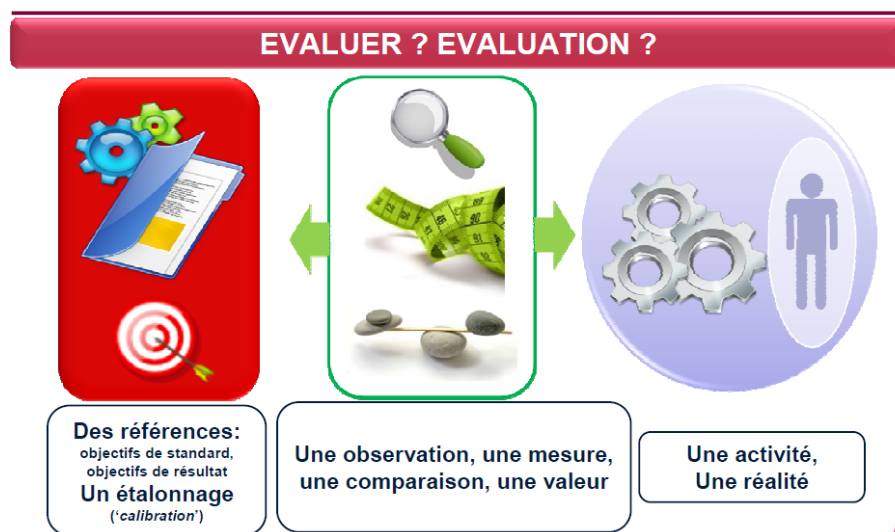 EVALUER ? EVALUATION ?
Des références:
objectifs de standard,
objectifs de résultat
Un étalonnage
(‘calibration’)
Une observation, une mesure,
une comparaison, une valeur
Une activité,
Une réalité